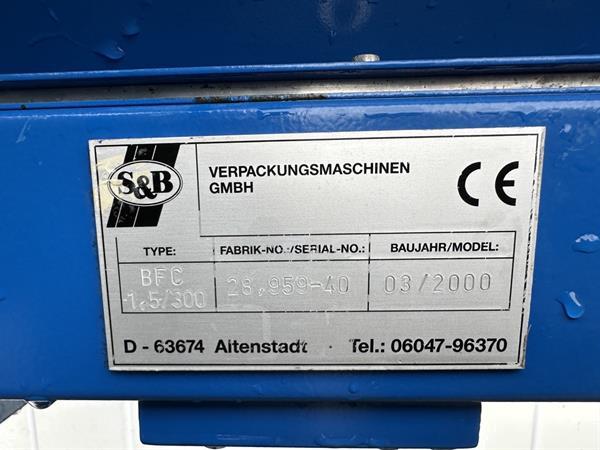 S&B
VERPACKUNGSMASCHINEN
GMBH
CE
TYPE: FABRIK-NO.:/SERIAL-NO.: BAUJAHR/MODEL:
BFC
1,5/300 28,959-40 03/2000
D - 63674 Altenstadt · Tel.: 06047-96370